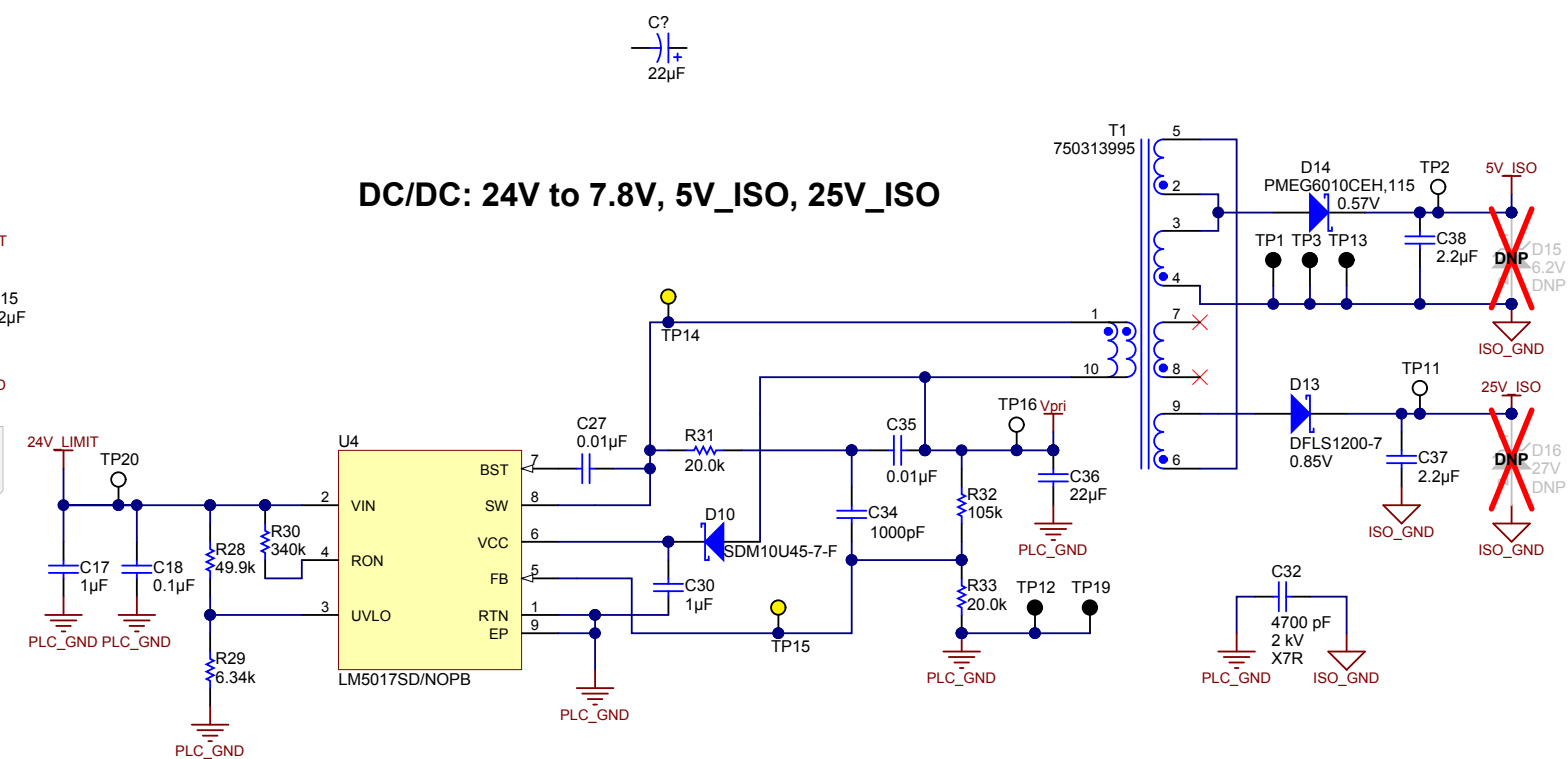 C?
22µF
DC/DC: 24V to 7.8V, 5V_ISO, 25V_ISO
T1
750313995
5
2
3
4
1
10
7
8
9
6
D14
PMEG6010CEH,115
0.57V
TP2
5V_ISO
TP1
TP3
TP13
C38
2.2µF
DNP
D15
6.2V
DNP
ISO_GND
D13
DFLS1200-7
0.85V
TP11
25V_ISO
C37
2.2µF
ISO_GND
DNP
D16
27V
DNP
ISO_GND
15
2µF
TP14
C27
0.01µF
R31
20.0k
C35
0.01µF
TP16
Vpri
C36
22µF
PLC_GND
R32
105k
C34
1000pF
D10
SDM10U45-7-F
C30
1µF
TP15
R33
20.0k
TP12
TP19
PLC_GND
24V_LIMIT
TP20
C17
1µF
C18
0.1µF
PLC_GND
PLC_GND
R28
49.9k
R30
340k
R29
6.34k
PLC_GND
U4
2
VIN
4
RON
3
UVLO
BST
7
SW
8
VCC
6
FB
5
RTN
1
EP
9
LM5017SD/NOPB
PLC_GND
C32
4700 pF
2 kV
X7R
PLC_GND
ISO_GND